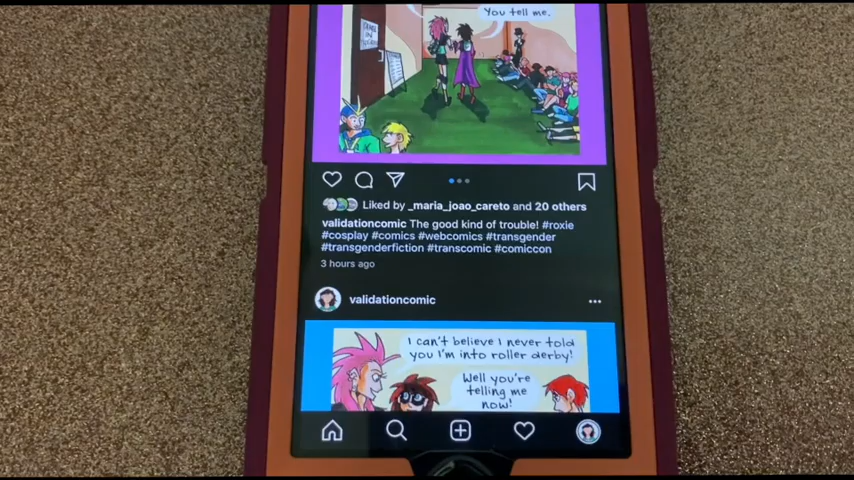 You tell me.
Liked by _maria_joao_careto and 20 others
validationcomic The good kind of trouble! #roxie
#cosplay #comics #webcomics #transgender
#transgenderfiction #transcomic #comiccon
3 hours ago
validationcomic
I can't believe I never told
you I'm into roller derby!
Well you're
telling me
now!